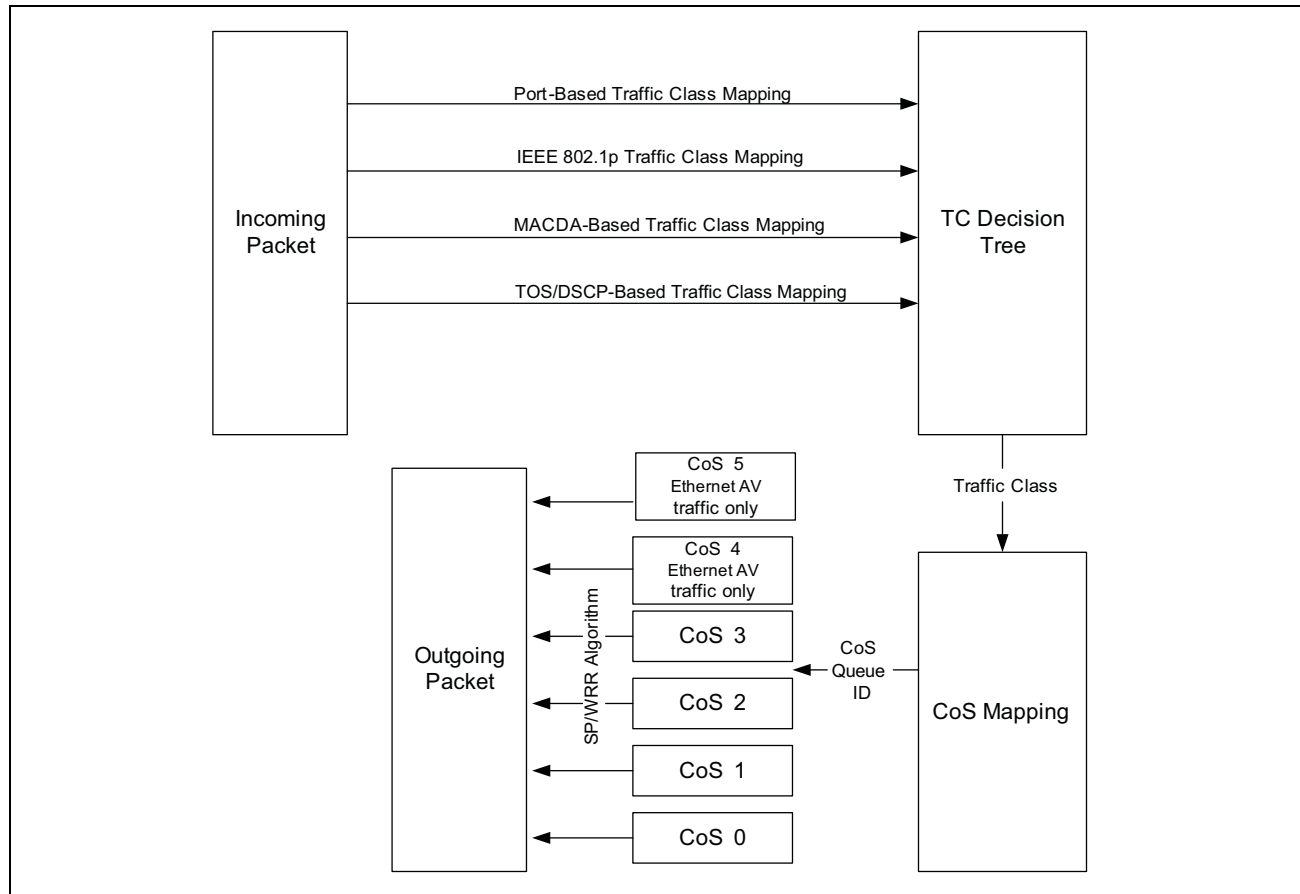 Port-Based Traffic Class Mapping
IEEE 802.1p Traffic Class Mapping
MACDA-Based Traffic Class Mapping
TOS/DSCP-Based Traffic Class Mapping
Incoming
Packet
TC Decision
Tree
Traffic Class
CoS 5
Ethernet AV
traffic only
CoS 4
Ethernet AV
traffic only
CoS 3
CoS 2
CoS 1
CoS 0
SP/WRR Algorithm
Outgoing
Packet
CoS
Queue
ID
CoS Mapping